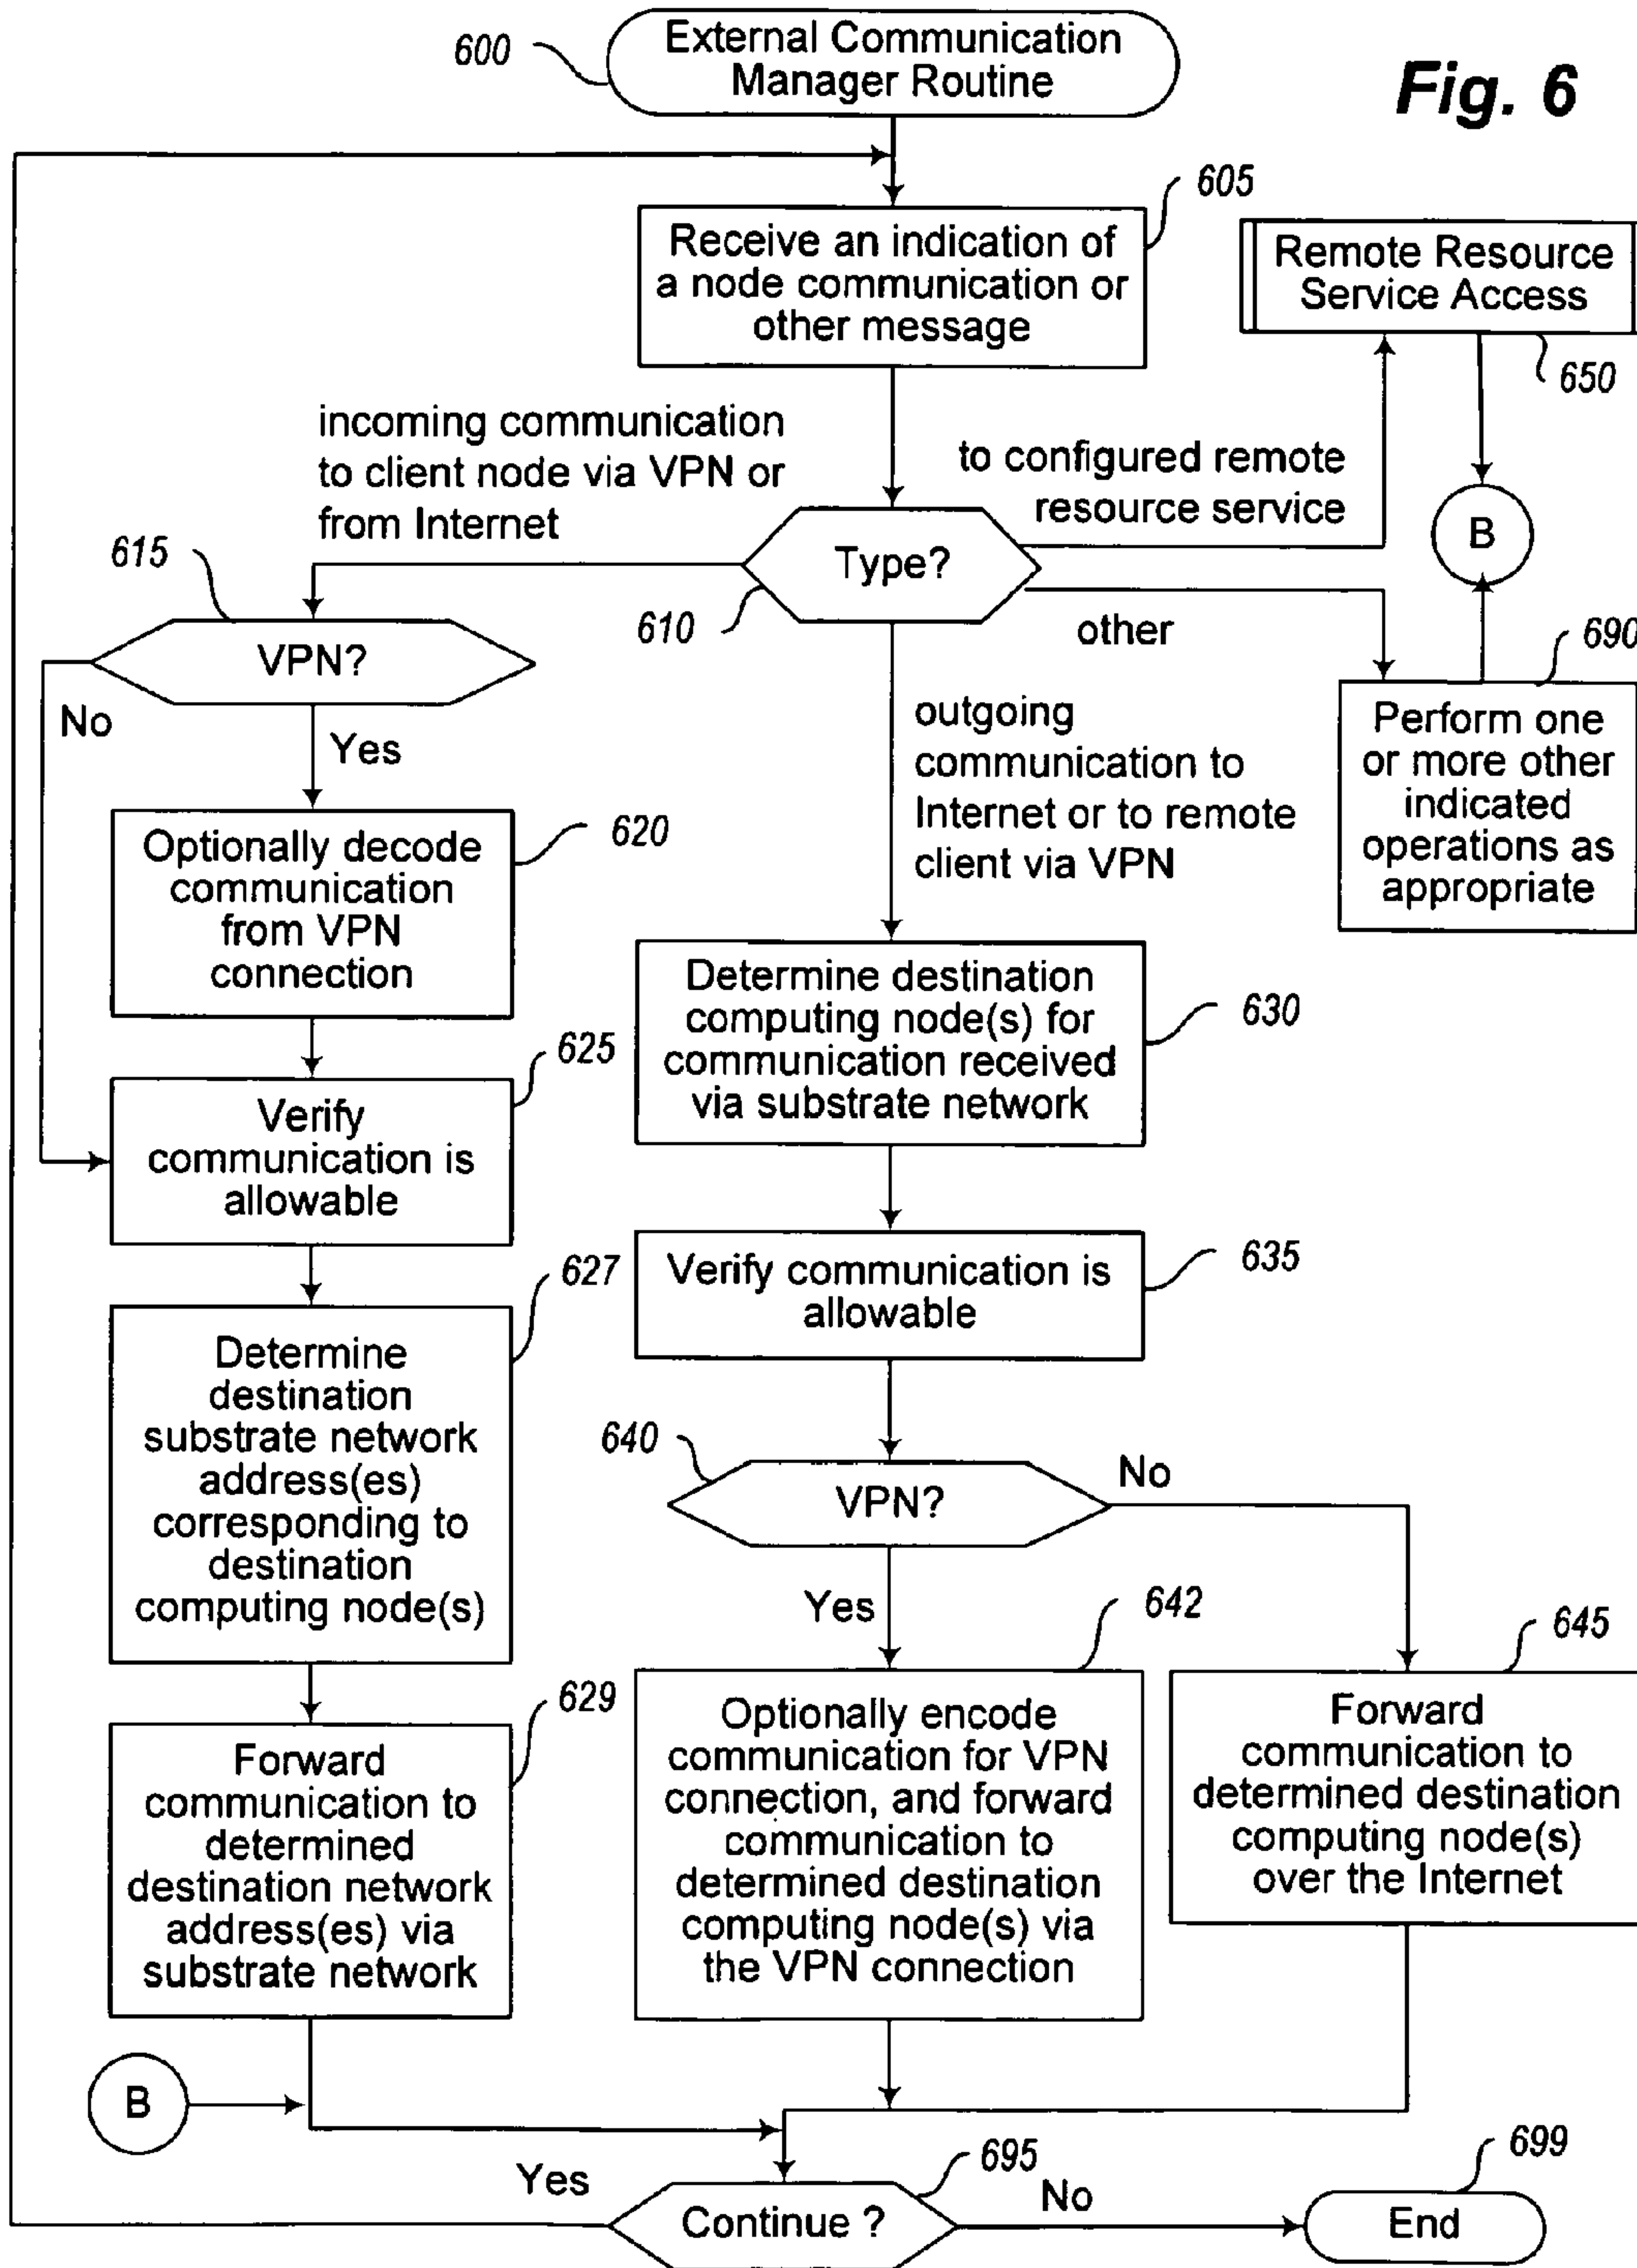 External Communication
Manager Routine
600
Fig. 6
605
Receive an indication of
a node communication or
other message
Remote Resource
Service Access
650
incoming communication
to client node via VPN or
from Internet
to configured remote
resource service
B
615
Type?
610
other
VPN?
690
No
Yes
outgoing
communication to
Internet or to remote
client via VPN
Perform one
or more other
indicated
operations as
appropriate
Optionally decode
communication
from VPN
connection
620
Determine destination
computing node(s) for
communication received
via substrate network
630
625
Verify
communication is
allowable
627
Verify communication is
allowable
635
Determine
destination
substrate network
address(es)
corresponding to
destination
computing node(s)
640
VPN?
No
Yes
642
645
629
Forward
communication to
determined
destination network
address(es) via
substrate network
Optionally encode
communication for VPN
connection, and forward
communication to
determined destination
computing node(s) via
the VPN connection
Forward
communication to
determined destination
computing node(s)
over the Internet
B
Yes
695
Continue ?
No
699
End